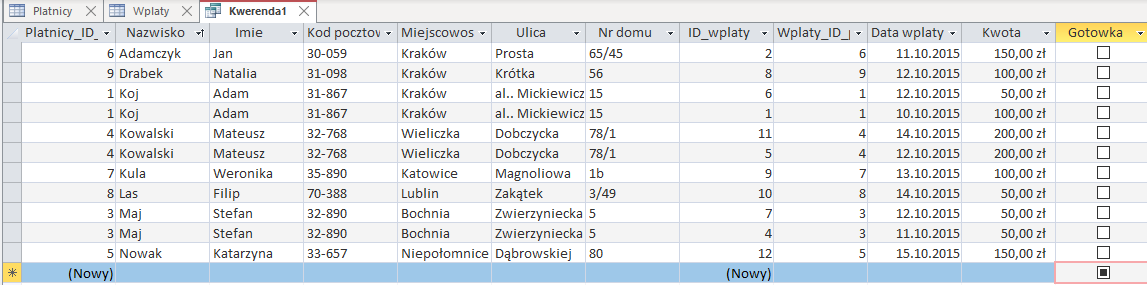 Platnicy Wplaty Kwerenda1
Platnicy_ID_ Nazwisko Imie Kod pocztow Miejscowos Ulica Nr domu ID_wplaty Wplaty_ID_ Data wplaty Kwota Gotowka
6 Adamczyk Jan 30-059 Kraków Prosta 65/45 2 6 11.10.2015 150,00 zł
9 Drabek Natalia 31-098 Kraków Krótka 56 8 9 12.10.2015 100,00 zł
1 Koj Adam 31-867 Kraków al.. Mickiewicz 15 6 1 12.10.2015 50,00 zł
1 Koj Adam 31-867 Kraków al.. Mickiewicz 15 1 1 10.10.2015 100,00 zł
4 Kowalski Mateusz 32-768 Wieliczka Dobczycka 78/1 11 4 14.10.2015 200,00 zł
4 Kowalski Mateusz 32-768 Wieliczka Dobczycka 78/1 5 4 12.10.2015 200,00 zł
7 Kula Weronika 35-890 Katowice Magnoliowa 1b 9 7 13.10.2015 100,00 zł
8 Las Filip 70-388 Lublin Zakątek 3/49 10 8 14.10.2015 50,00 zł
3 Maj Stefan 32-890 Bochnia Zwierzyniecka 5 7 3 12.10.2015 50,00 zł
3 Maj Stefan 32-890 Bochnia Zwierzyniecka 5 4 3 11.10.2015 50,00 zł
5 Nowak Katarzyna 33-657 Niepołomnice Dąbrowskiej 80 12 5 15.10.2015 150,00 zł
(Nowy) (Nowy)